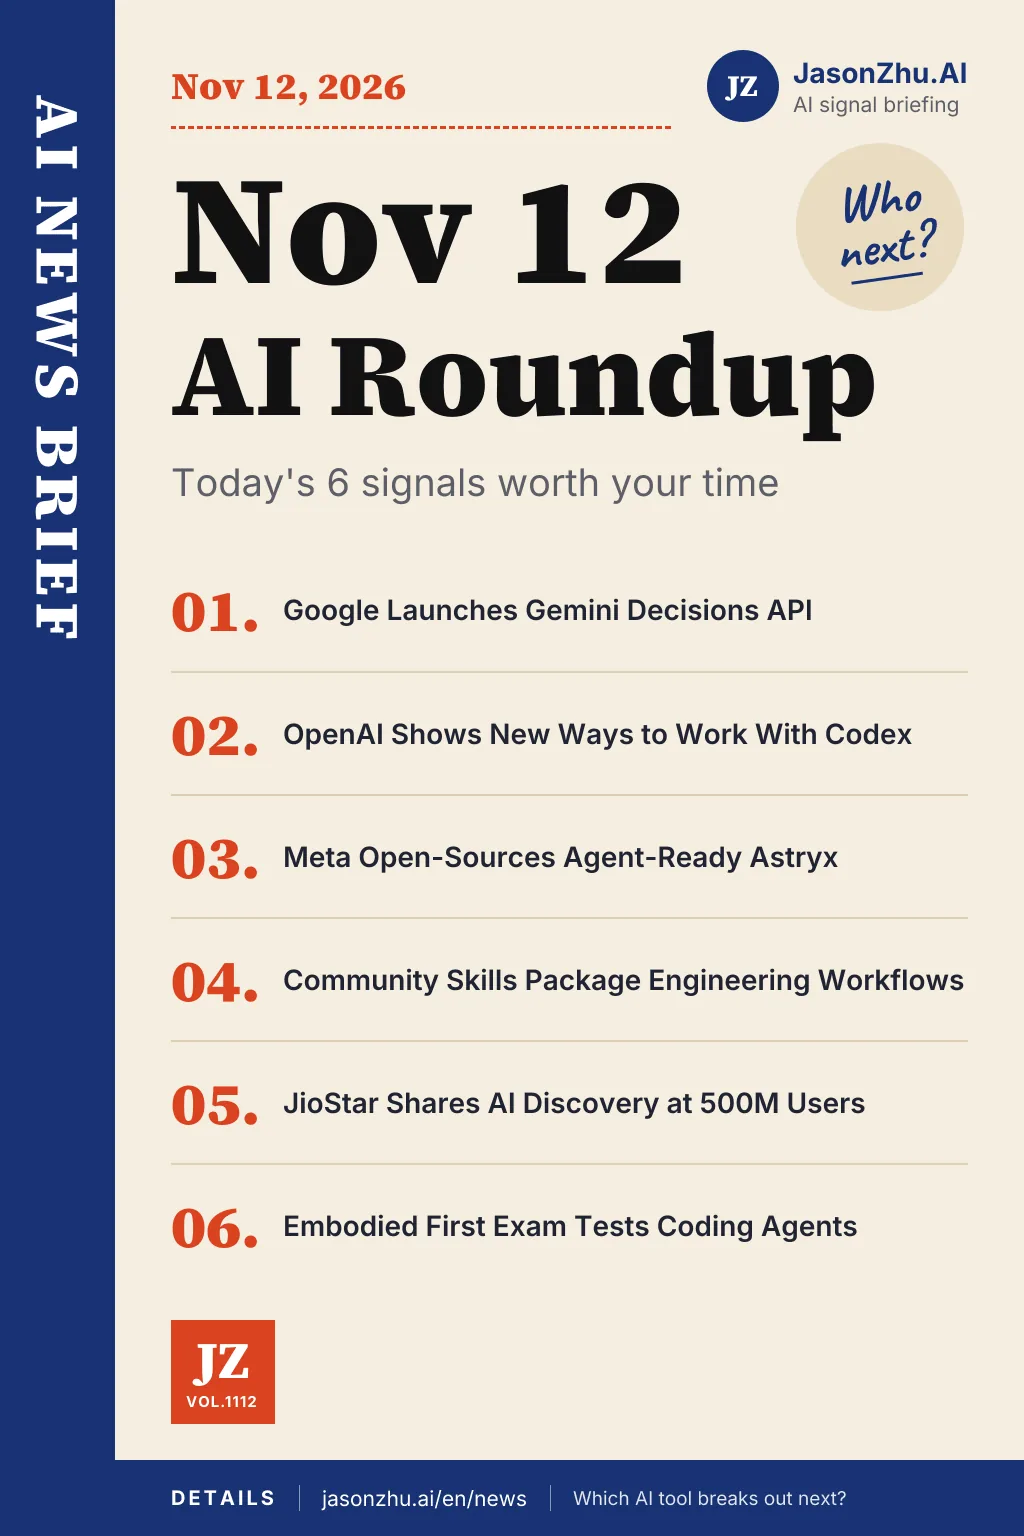 AI NEWS BRIEF
Nov 12, 2026
JZ
JasonZhu.AI
AI signal briefing
Who
next?
Nov 12
AI Roundup
Today's 6 signals worth your time
01. Google Launches Gemini Decisions API
02. OpenAI Shows New Ways to Work With Codex
03. Meta Open-Sources Agent-Ready Astryx
04. Community Skills Package Engineering Workflows
05. JioStar Shares AI Discovery at 500M Users
06. Embodied First Exam Tests Coding Agents
JZ
VOL.1112
DETAILS jasonzhu.ai/en/news Which AI tool breaks out next?